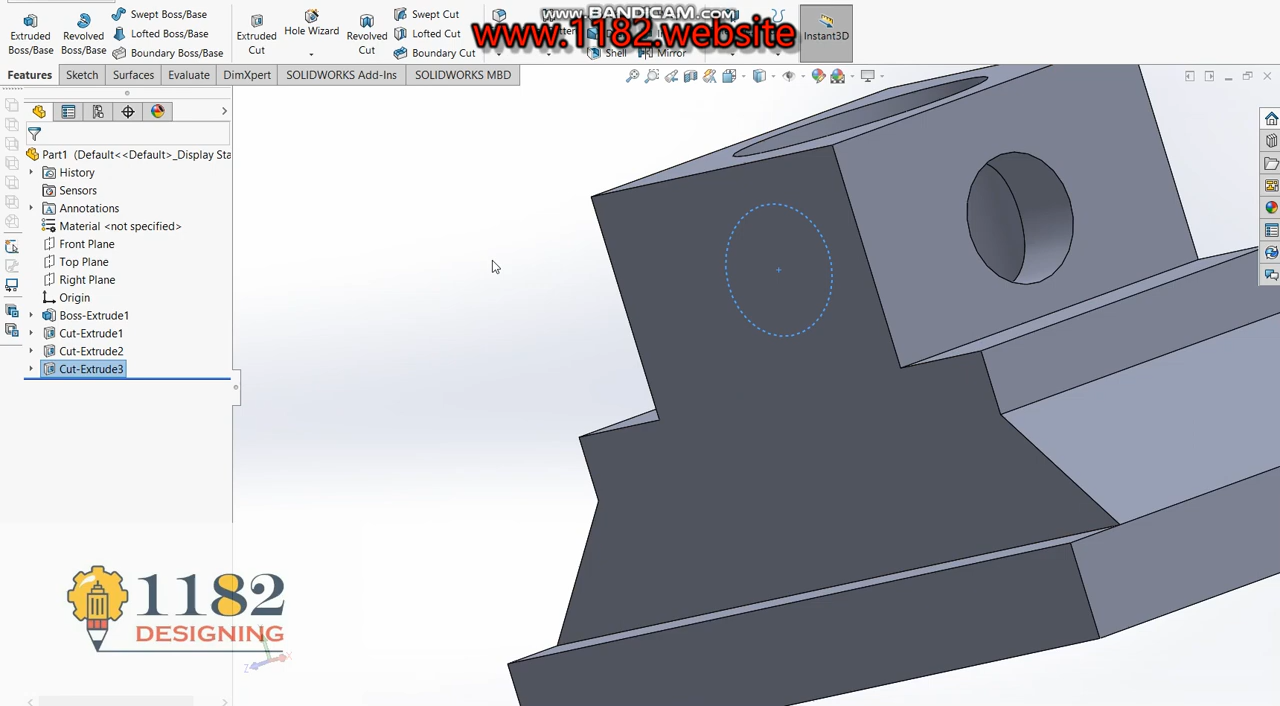 www.BANDICAM.com
www.1182.website
Extruded Boss/Base
Revolved Boss/Base
Swept Boss/Base
Lofted Boss/Base
Boundary Boss/Base
Extruded Cut
Hole Wizard
Revolved Cut
Swept Cut
Lofted Cut
Boundary Cut
Shell
Mirror
Instant3D
Features
Sketch
Surfaces
Evaluate
DimXpert
SOLIDWORKS Add-Ins
SOLIDWORKS MBD
Part1 (Default<<Default>_Display Sta
History
Sensors
Annotations
Material <not specified>
Front Plane
Top Plane
Right Plane
Origin
Boss-Extrude1
Cut-Extrude1
Cut-Extrude2
Cut-Extrude3
1182
DESIGNING
Z